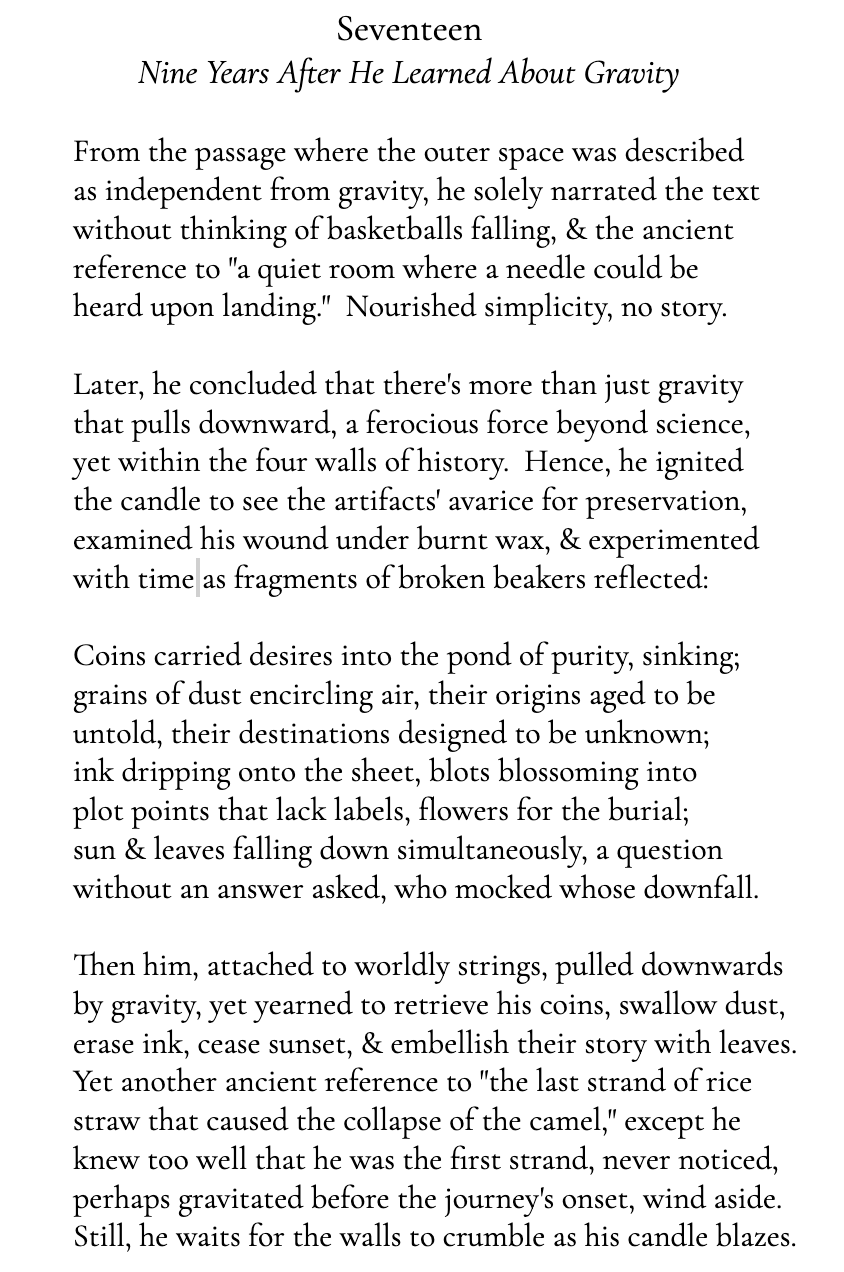 Seventeen
Nine Years After He Learned About Gravity
From the passage where the outer space was described
as independent from gravity, he solely narrated the text
without thinking of basketballs falling, & the ancient
reference to "a quiet room where a needle could be
heard upon landing."  Nourished simplicity, no story.
Later, he concluded that there's more than just gravity
that pulls downward, a ferocious force beyond science,
yet within the four walls of history.  Hence, he ignited
the candle to see the artifacts' avarice for preservation,
examined his wound under burnt wax, & experimented
with time as fragments of broken beakers reflected:
Coins carried desires into the pond of purity, sinking;
grains of dust encircling air, their origins aged to be
untold, their destinations designed to be unknown;
ink dripping onto the sheet, blots blossoming into
plot points that lack labels, flowers for the burial;
sun & leaves falling down simultaneously, a question
without an answer asked, who mocked whose downfall.
Then him, attached to worldly strings, pulled downwards
by gravity, yet yearned to retrieve his coins, swallow dust,
erase ink, cease sunset, & embellish their story with leaves.
Yet another ancient reference to "the last strand of rice
straw that caused the collapse of the camel," except he
knew too well that he was the first strand, never noticed,
perhaps gravitated before the journey's onset, wind aside.
Still, he waits for the walls to crumble as his candle blazes.